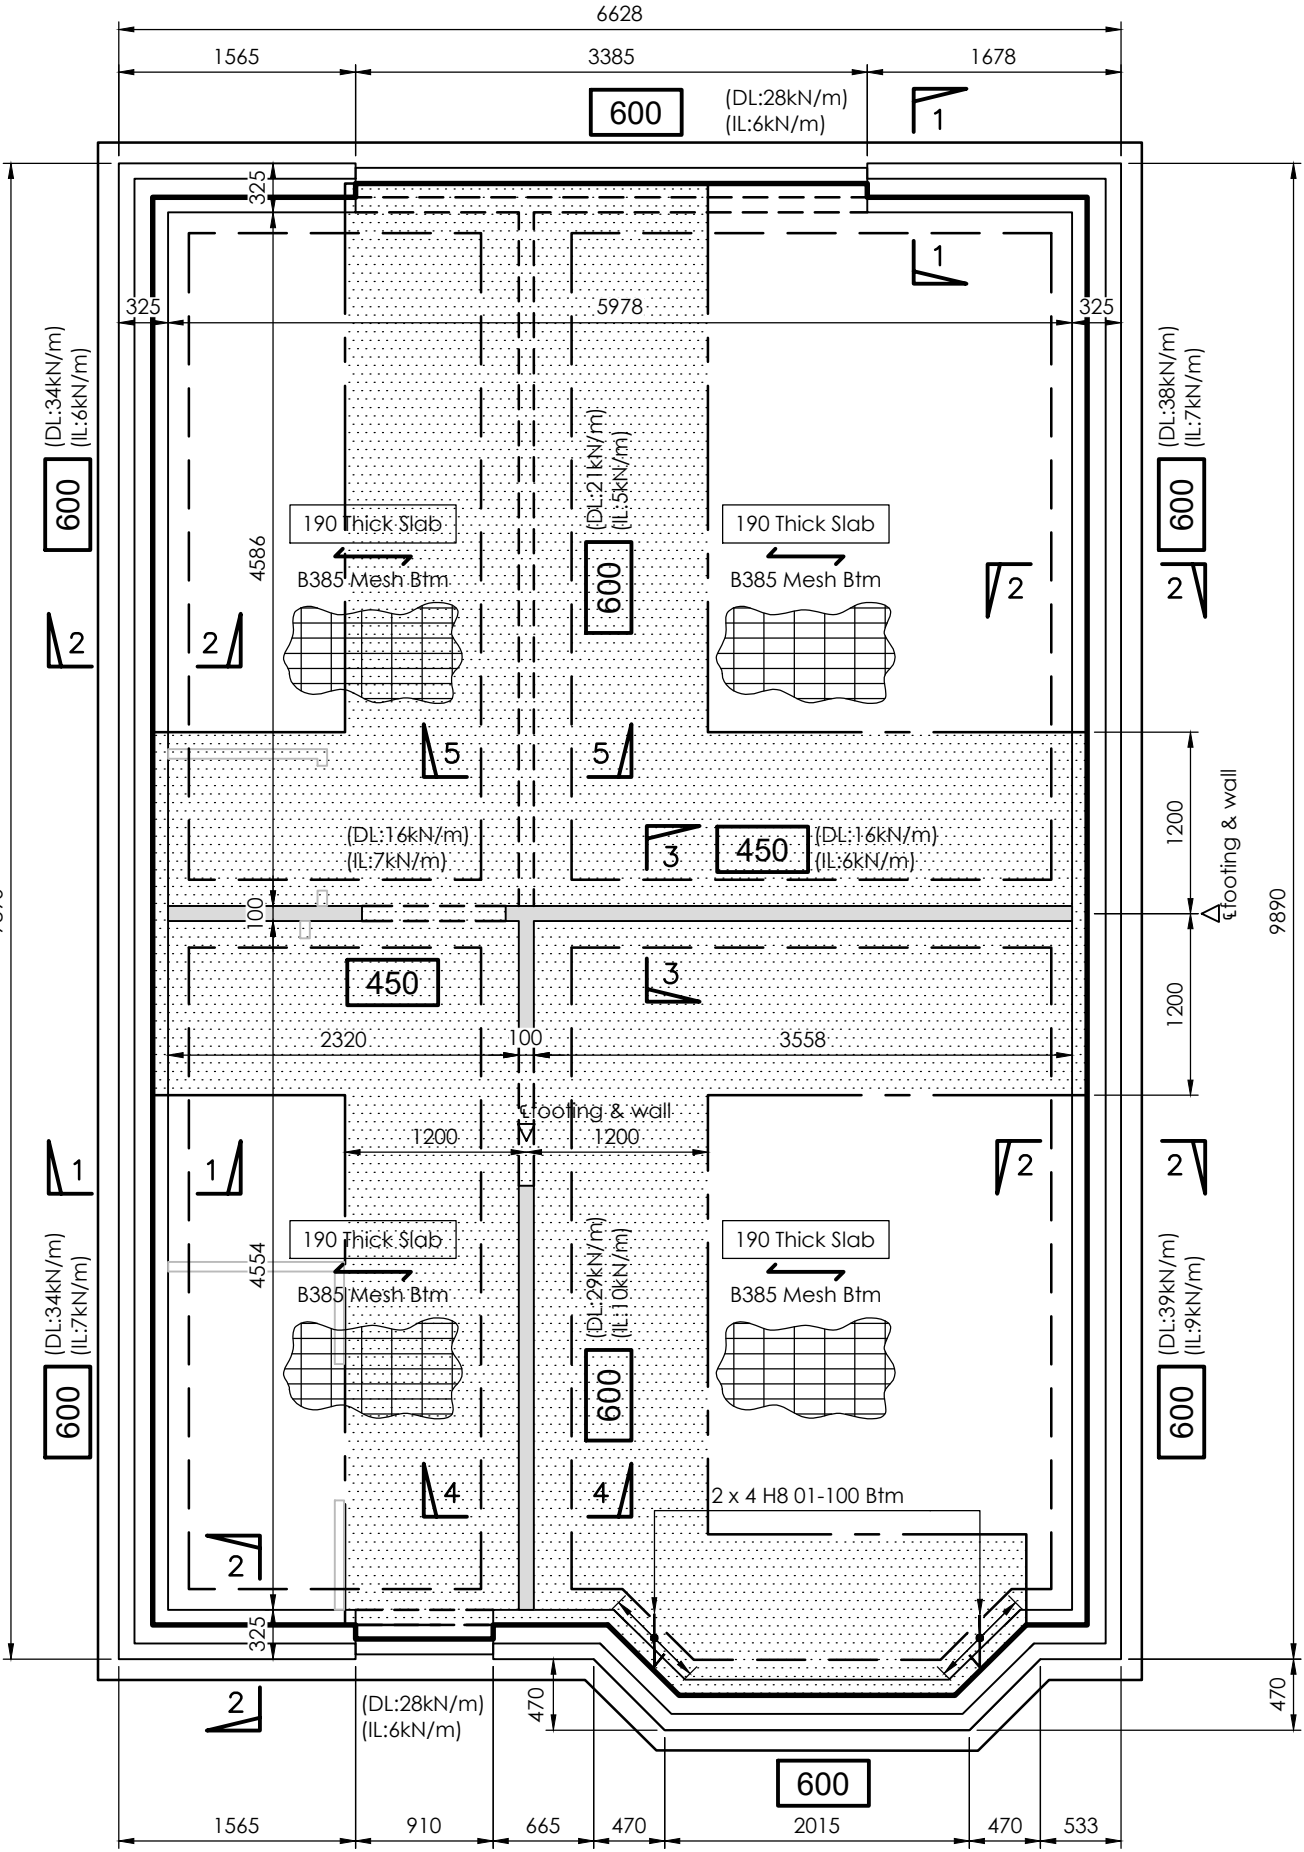 6628
1565
3385
1678
600
(DL:28kN/m)
(IL:6kN/m)
1
325
1
325
5978
325
(DL:34kN/m)
(IL:6kN/m)
600
(DL:38kN/m)
(IL:7kN/m)
600
(DL:21kN/m)
(IL:5kN/m)
600
190 Thick Slab
B385 Mesh Btm
190 Thick Slab
B385 Mesh Btm
4586
2
2
2
2
5
5
1200
(DL:16kN/m)
(IL:7kN/m)
3
450
(DL:16kN/m)
(IL:6kN/m)
℄footing & wall
100
9890
450
3
1200
2320
100
3558
℄footing & wall
1200
1200
1
1
2
2
(DL:34kN/m)
(IL:7kN/m)
600
4554
190 Thick Slab
B385 Mesh Btm
(DL:29kN/m)
(IL:10kN/m)
600
190 Thick Slab
B385 Mesh Btm
(DL:39kN/m)
(IL:9kN/m)
600
4
4
2 x 4 H8 01-100 Btm
2
325
2
(DL:28kN/m)
(IL:6kN/m)
470
470
600
1565
910
665
470
2015
470
533